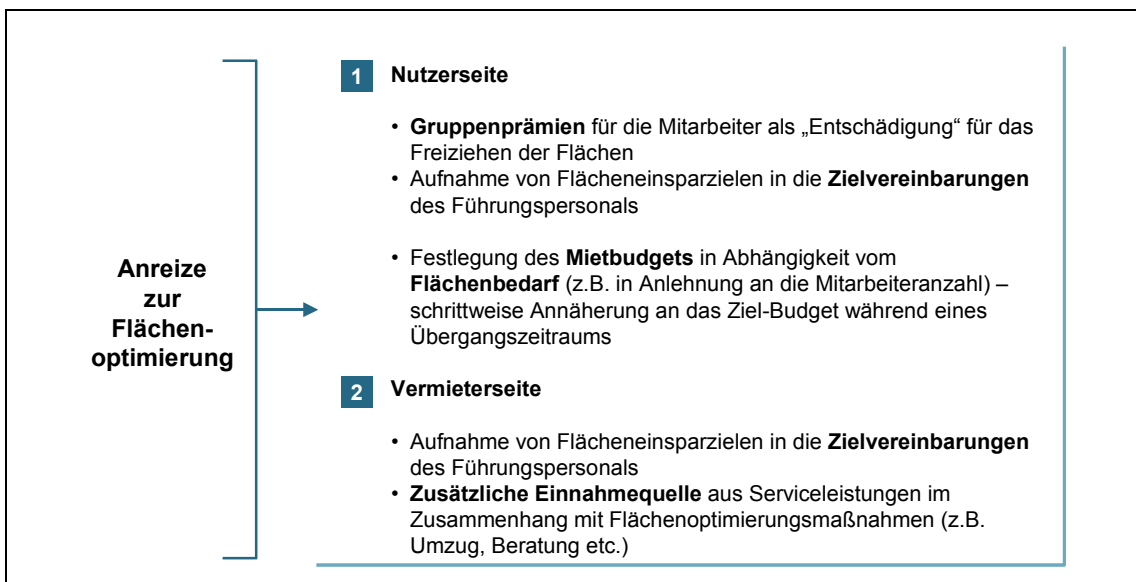 Anreize
zur
Flächen-
optimierung
1 Nutzerseite
• Gruppenprämien für die Mitarbeiter als „Entschädigung“ für das
Freiziehen der Flächen
• Aufnahme von Flächeneinsparzielen in die Zielvereinbarungen
des Führungspersonals
• Festlegung des Mietbudgets in Abhängigkeit vom
Flächenbedarf (z.B. in Anlehnung an die Mitarbeiteranzahl) –
schrittweise Annäherung an das Ziel-Budget während eines
Übergangszeitraums
2 Vermieterseite
• Aufnahme von Flächeneinsparzielen in die Zielvereinbarungen
des Führungspersonals
• Zusätzliche Einnahmequelle aus Serviceleistungen im
Zusammenhang mit Flächenoptimierungsmaßnahmen (z.B.
Umzug, Beratung etc.)